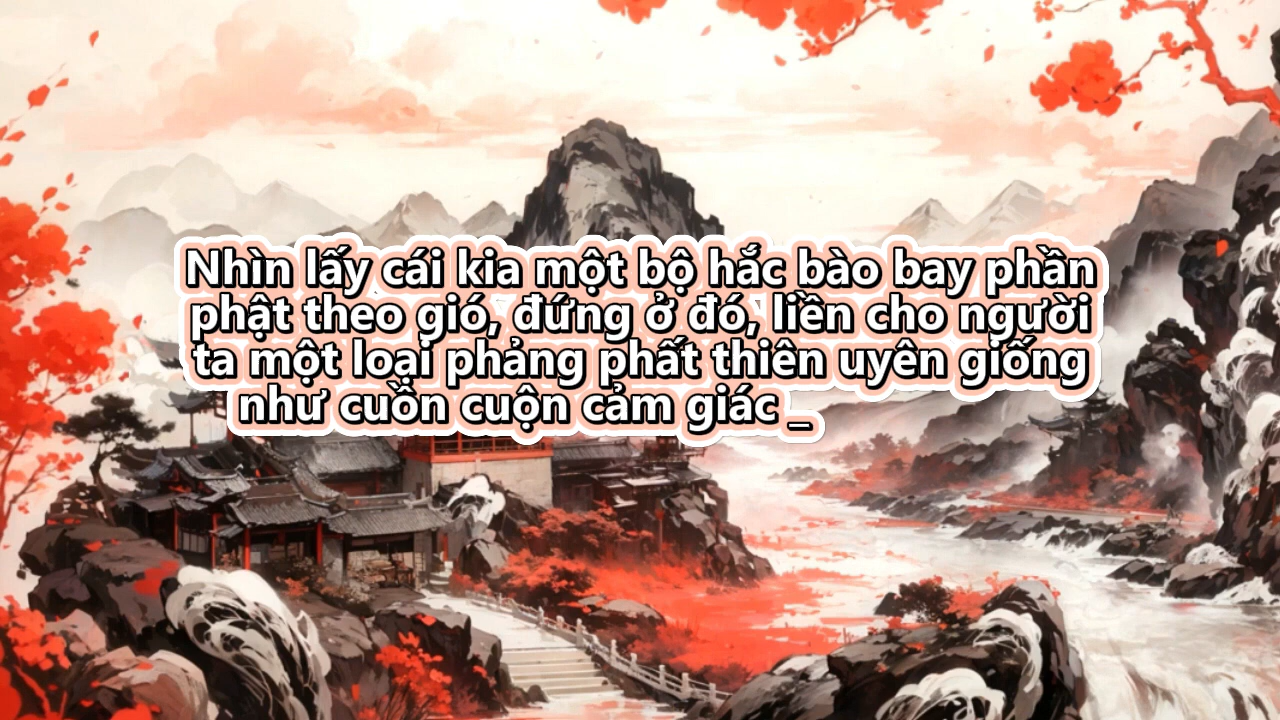 Nhìn lấy cái kia một bộ hắc bào bay phần
phật theo gió, đứng ở đó, liền cho người
ta một loại phảng phất thiên uyên giống
như cuồn cuộn cảm giác _